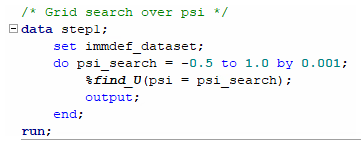 /* Grid search over psi */
data step1;
set immdef_dataset;
do psi_search = -0.5 to 1.0 by 0.001;
%find_U(psi = psi_search);
output;
end;
run;